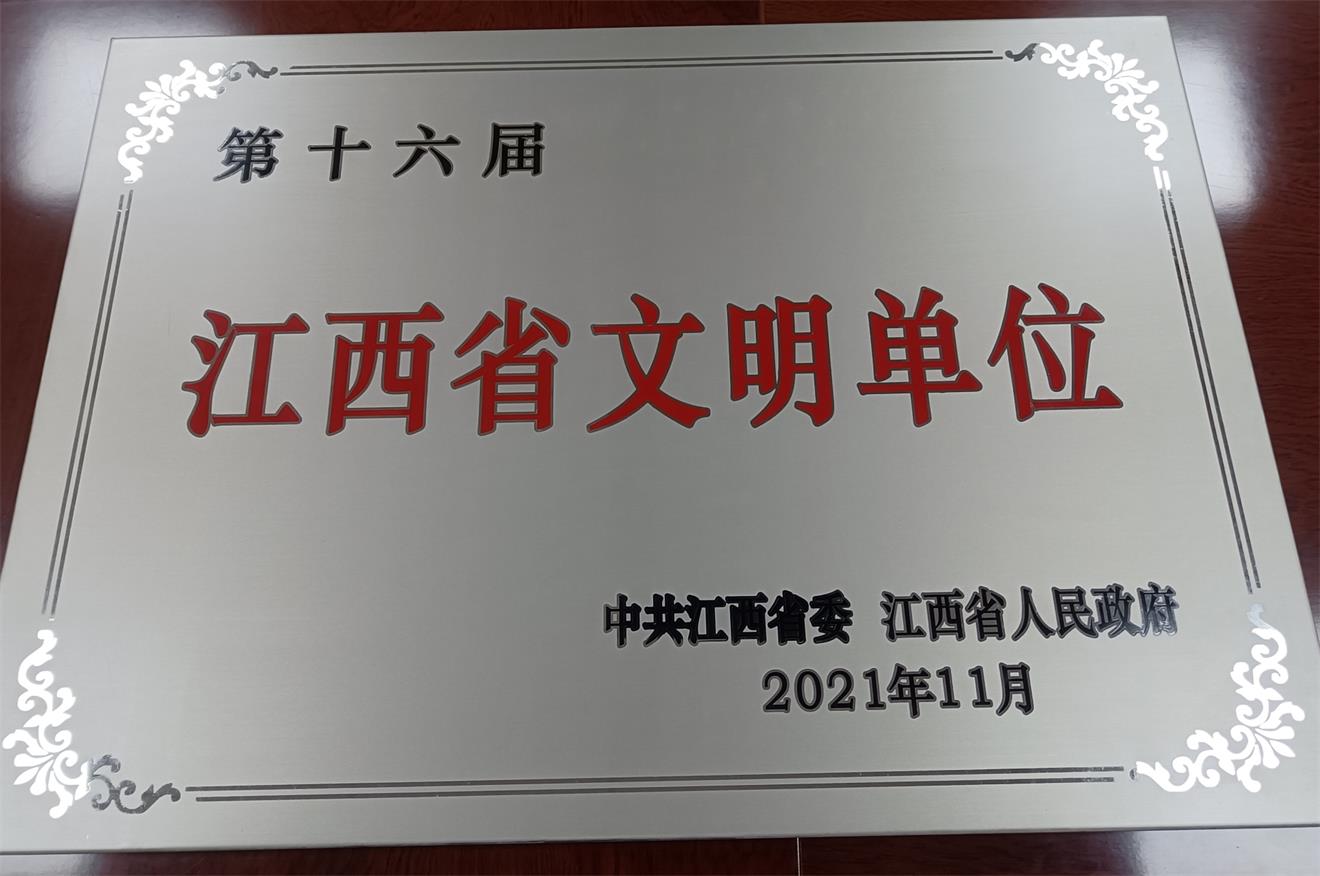 第十六届
江西省文明单位
中共江西省委 江西省人民政府
2021年11月